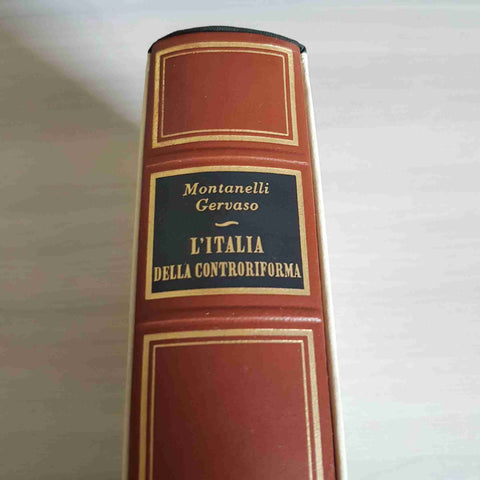 Montanelli
Gervaso
L'ITALIA
DELLA CONTRORIFORMA